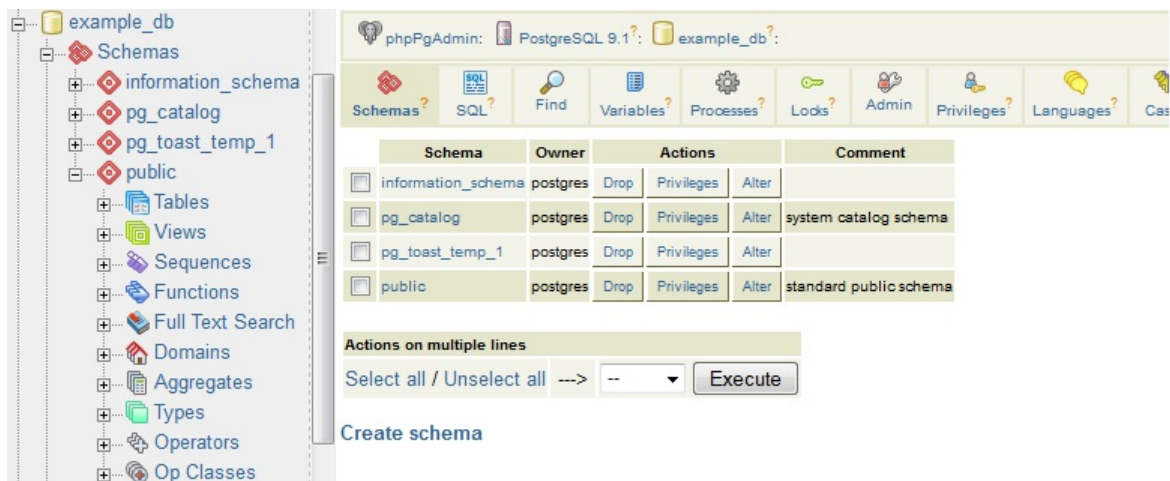 example_db
Schemas
information_schema
pg_catalog
pg_toast_temp_1
public
Tables
Views
Sequences
Functions
Full Text Search
Domains
Aggregates
Types
Operators
Op Classes
phpPgAdmin: PostgreSQL 9.1?: example_db?:
Schemas? SQL? Find Variables? Processes? Locks? Admin Privileges? Languages? Cas
Schema Owner Actions Comment
information_schema postgres Drop Privileges Alter
pg_catalog postgres Drop Privileges Alter system catalog schema
pg_toast_temp_1 postgres Drop Privileges Alter
public postgres Drop Privileges Alter standard public schema
Actions on multiple lines
Select all / Unselect all ---> -- Execute
Create schema